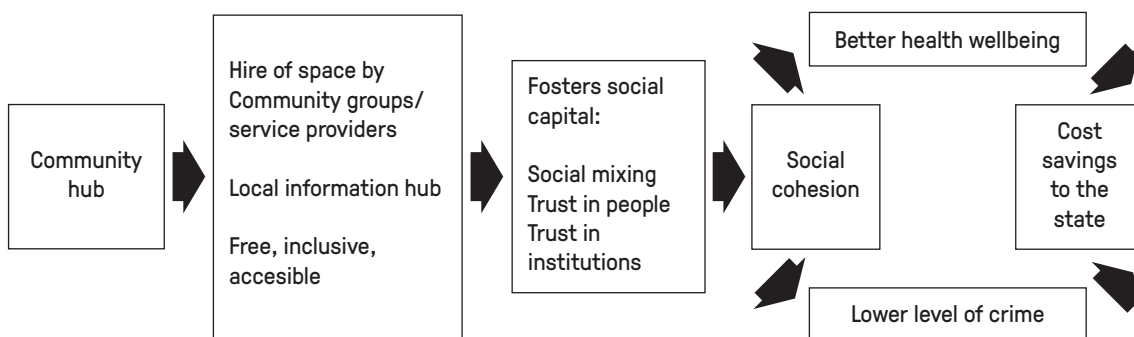 Community
hub
Hire of space by
Community groups/
service providers
Local information hub
Free, inclusive,
accesible
Fosters social
capital:
Social mixing
Trust in people
Trust in
institutions
Social
cohesion
Better health wellbeing
Lower level of crime
Cost
savings
to the
state